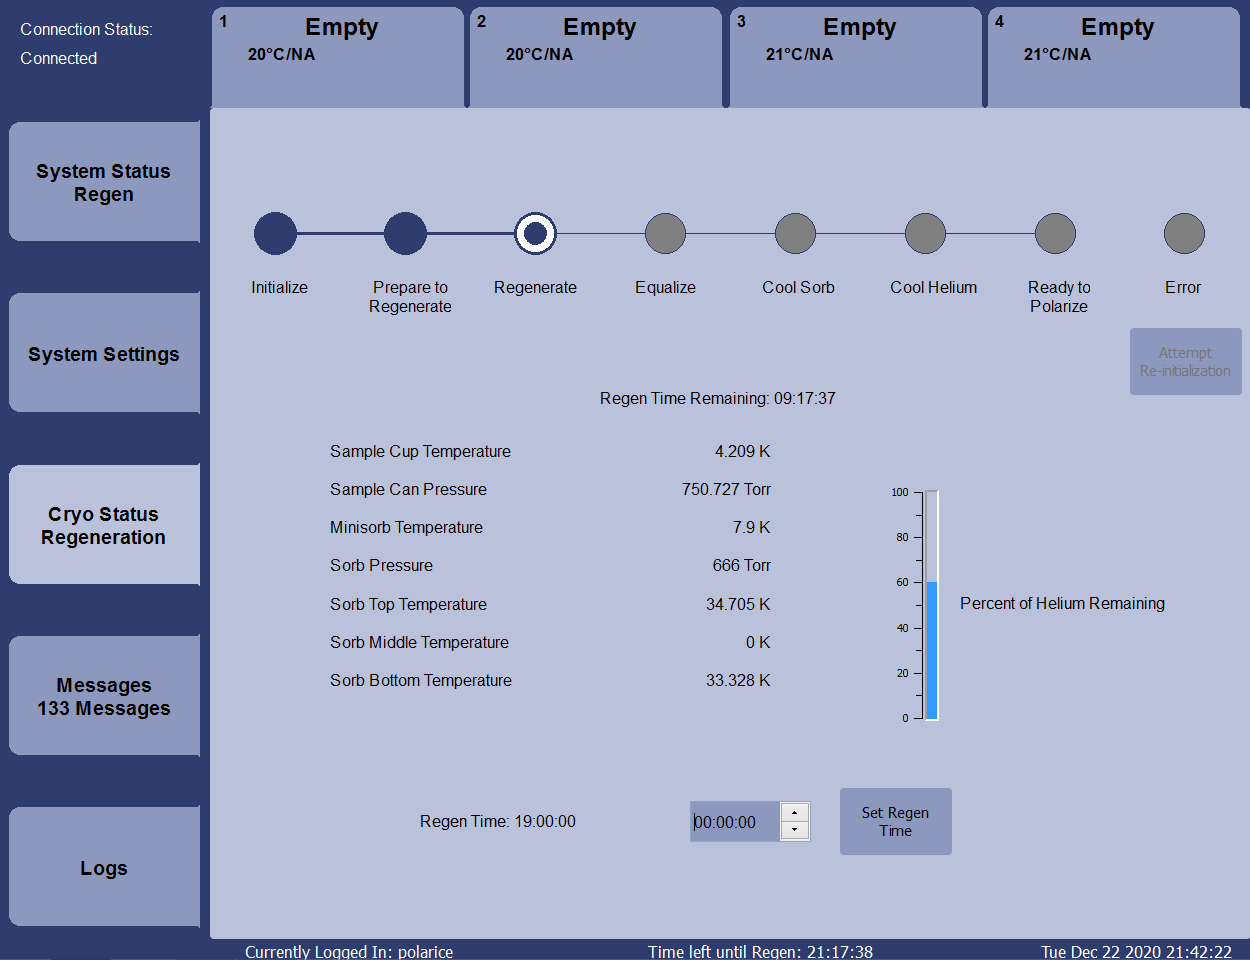 Connection Status:
Connected
1
Empty
20°C/NA
2
Empty
20°C/NA
3
Empty
21°C/NA
4
Empty
21°C/NA
System Status
Regen
System Settings
Cryo Status
Regeneration
Messages
133 Messages
Logs
Initialize
Prepare to
Regenerate
Regenerate
Equalize
Cool Sorb
Cool Helium
Ready to
Polarize
Error
Attempt
Re-initialization
Regen Time Remaining: 09:17:37
Sample Cup Temperature 4.209 K
Sample Can Pressure 750.727 Torr
Minisorb Temperature 7.9 K
Sorb Pressure 666 Torr
Sorb Top Temperature 34.705 K
Sorb Middle Temperature 0 K
Sorb Bottom Temperature 33.328 K
100
80
60
40
20
0
Percent of Helium Remaining
Regen Time: 19:00:00
00:00:00
Set Regen
Time
Currently Logged In: polarice
Time left until Regen: 21:17:38
Tue Dec 22 2020 21:42:22